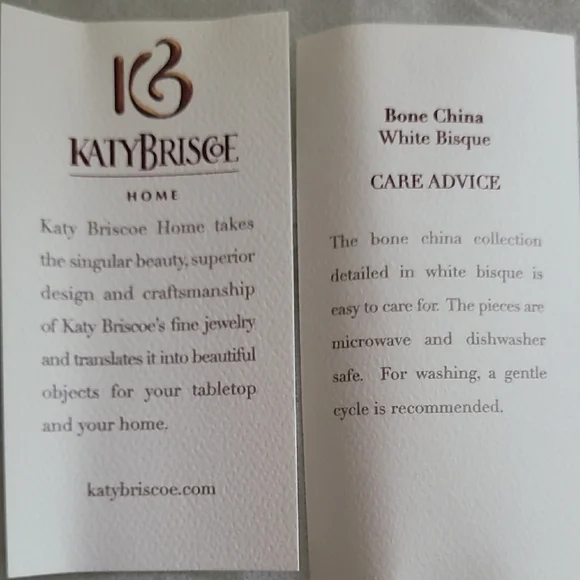 KB
KATYBRISCOE
HOME
Katy Briscoe Home takes
the singular beauty, superior
design and craftsmanship
of Katy Briscoe's fine jewelry
and translates it into beautiful
objects for your tabletop
and your home.
katybriscoe.com
Bone China
White Bisque
CARE ADVICE
The bone china collection
detailed in white bisque is
easy to care for. The pieces are
microwave and dishwasher
safe. For washing, a gentle
cycle is recommended.